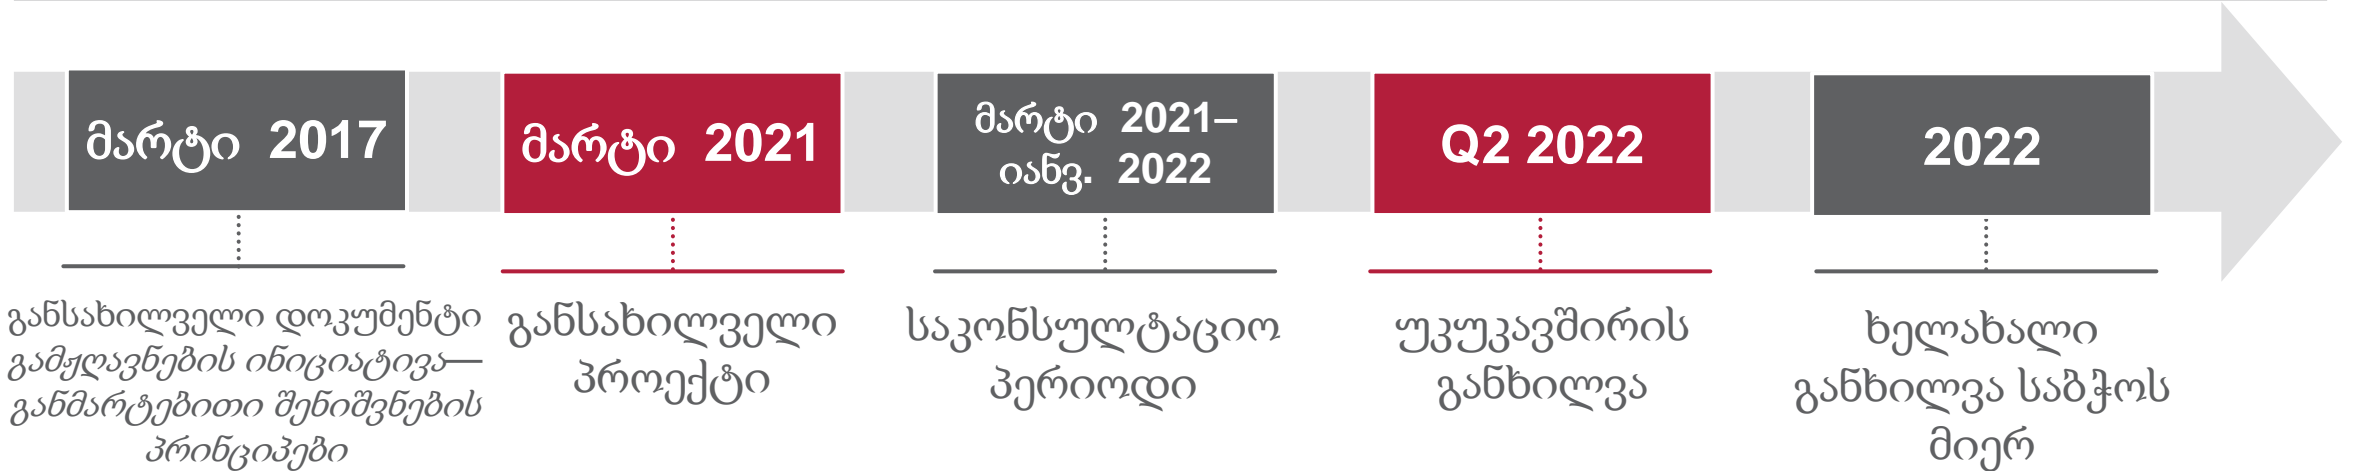 მარტი 2017
მარტი 2021
მარტი 2021–
იანვ. 2022
Q2 2022
2022
განსახილველი დოკუმენტი
გამჟღავნების ინიციატივა—
განმარტებითი შენიშვნების
პრინციპები
განსახილველი
პროექტი
საკონსულტაციო
პერიოდი
უკუკავშირის
განხილვა
ხელახალი
განხილვა საბჭოს
მიერ